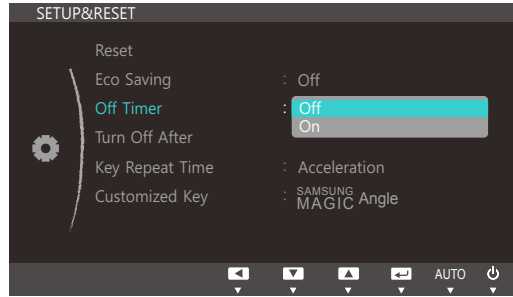 SETUP&RESET
Reset
Eco Saving : Off
Off Timer : Off
On
Turn Off After
Key Repeat Time : Acceleration
Customized Key : SAMSUNG MAGIC Angle
AUTO